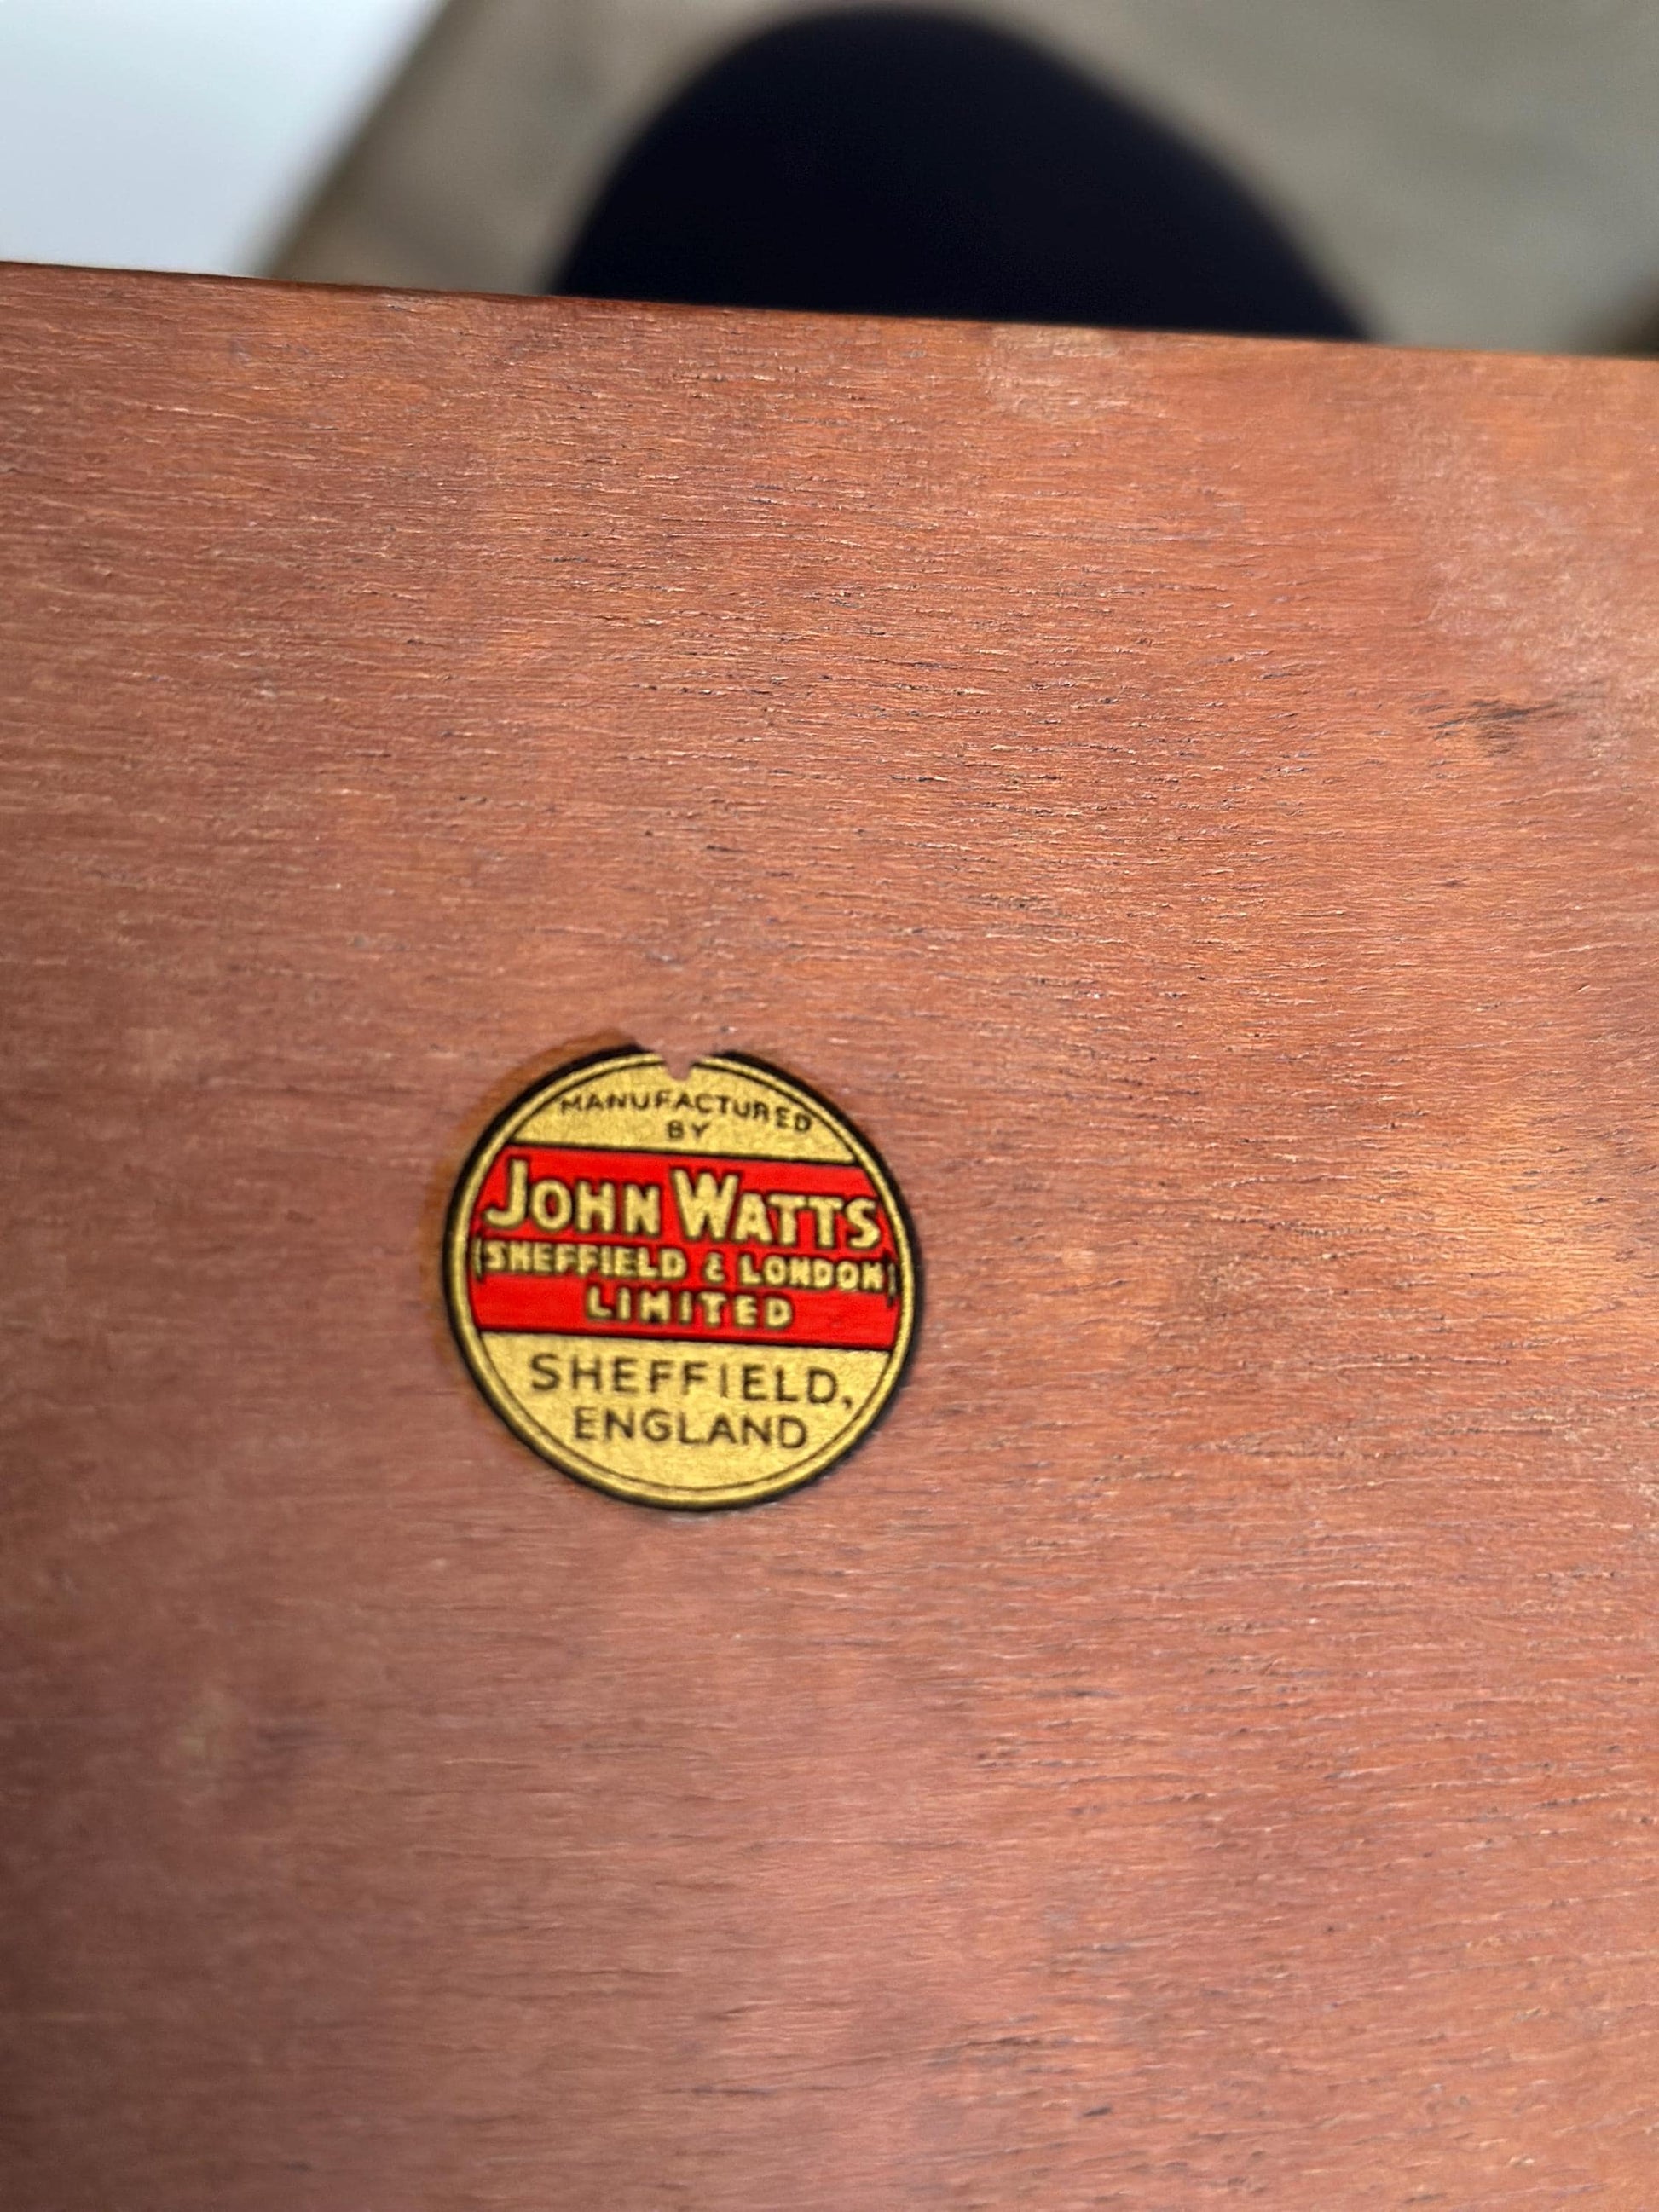 MANUFACTURED
BY
JOHN WATTS
(SHEFFIELD & LONDON)
LIMITED
SHEFFIELD,
ENGLAND